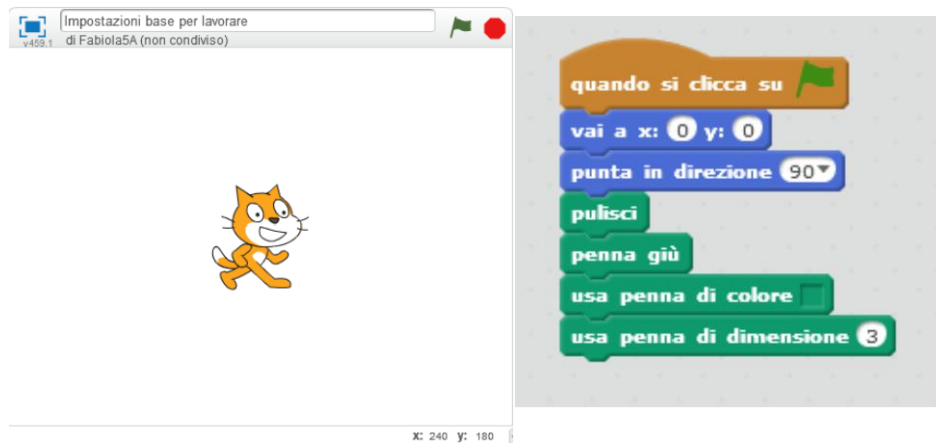 Impostazioni base per lavorare
v459.1 di Fabiola5A (non condiviso)
x: 240 y: 180
quando si clicca su
vai a x: 0 y: 0
punta in direzione 90
pulisci
penna giù
usa penna di colore
usa penna di dimensione 3